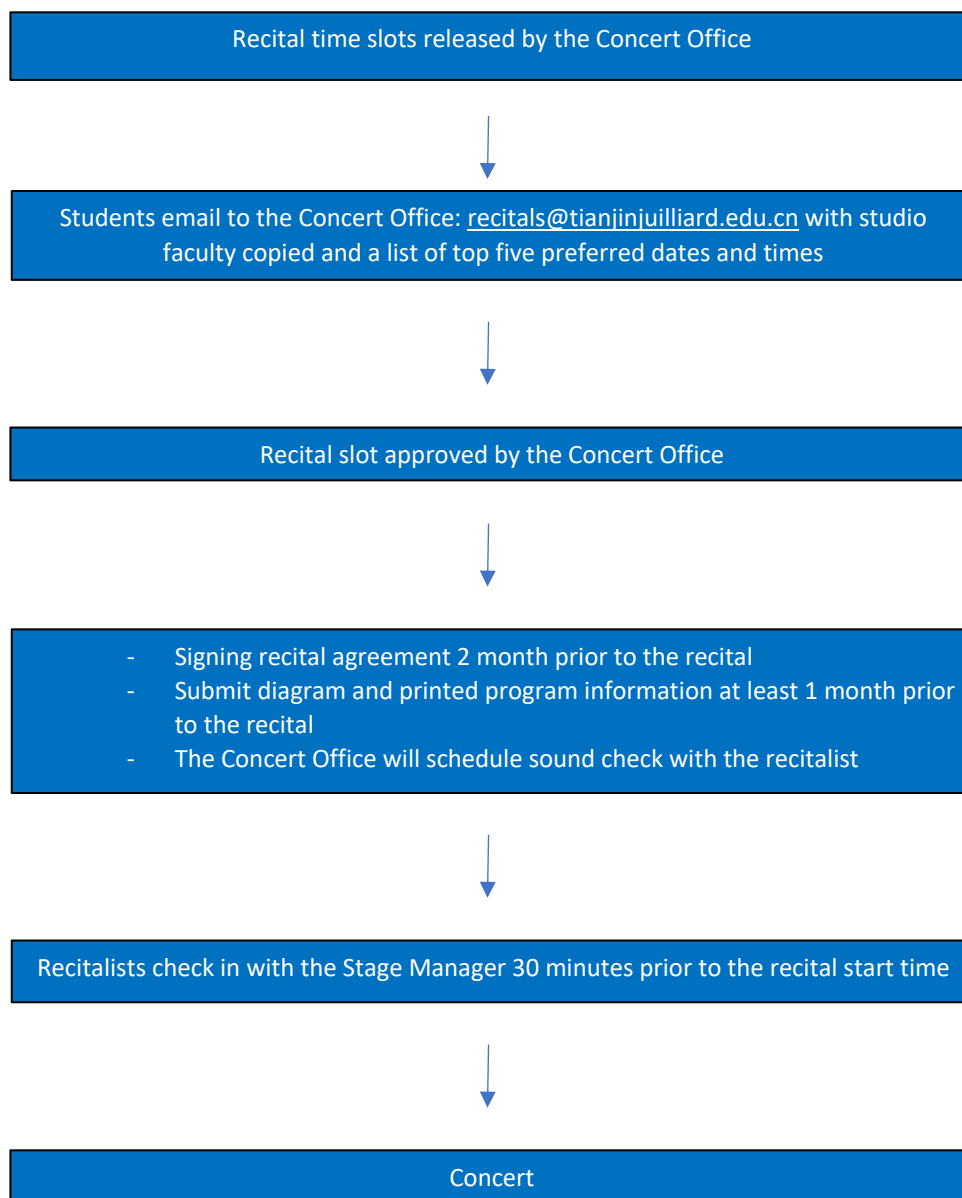 Recital time slots released by the Concert Office
Students email to the Concert Office: recitals@tianjinjuilliard.edu.cn with studio
faculty copied and a list of top five preferred dates and times
Recital slot approved by the Concert Office
- Signing recital agreement 2 month prior to the recital
- Submit diagram and printed program information at least 1 month prior
to the recital
- The Concert Office will schedule sound check with the recitalist
Recitalists check in with the Stage Manager 30 minutes prior to the recital start time
Concert